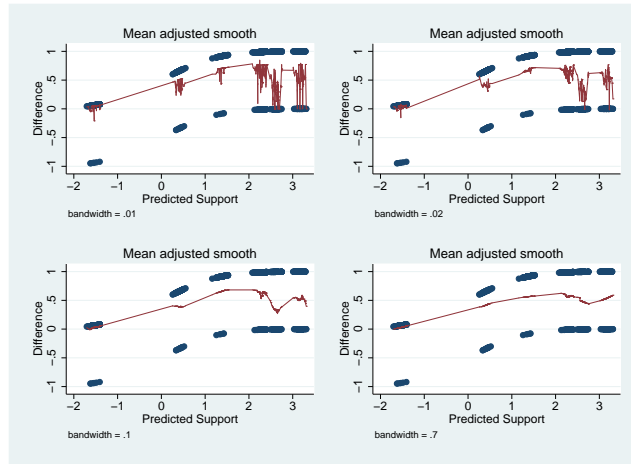 Mean adjusted smooth
1
.5
0
-.5
-1
Difference
-2 -1 0 1 2 3
Predicted Support
bandwidth = .01
Mean adjusted smooth
1
.5
0
-.5
-1
Difference
-2 -1 0 1 2 3
Predicted Support
bandwidth = .02
Mean adjusted smooth
1
.5
0
-.5
-1
Difference
-2 -1 0 1 2 3
Predicted Support
bandwidth = .1
Mean adjusted smooth
1
.5
0
-.5
-1
Difference
-2 -1 0 1 2 3
Predicted Support
bandwidth = .7